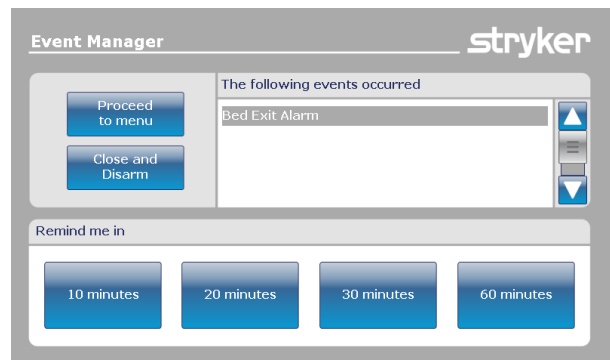 Event Manager
stryker
Proceed
to menu
Close and
Disarm
The following events occurred
Bed Exit Alarm
Remind me in
10 minutes
20 minutes
30 minutes
60 minutes